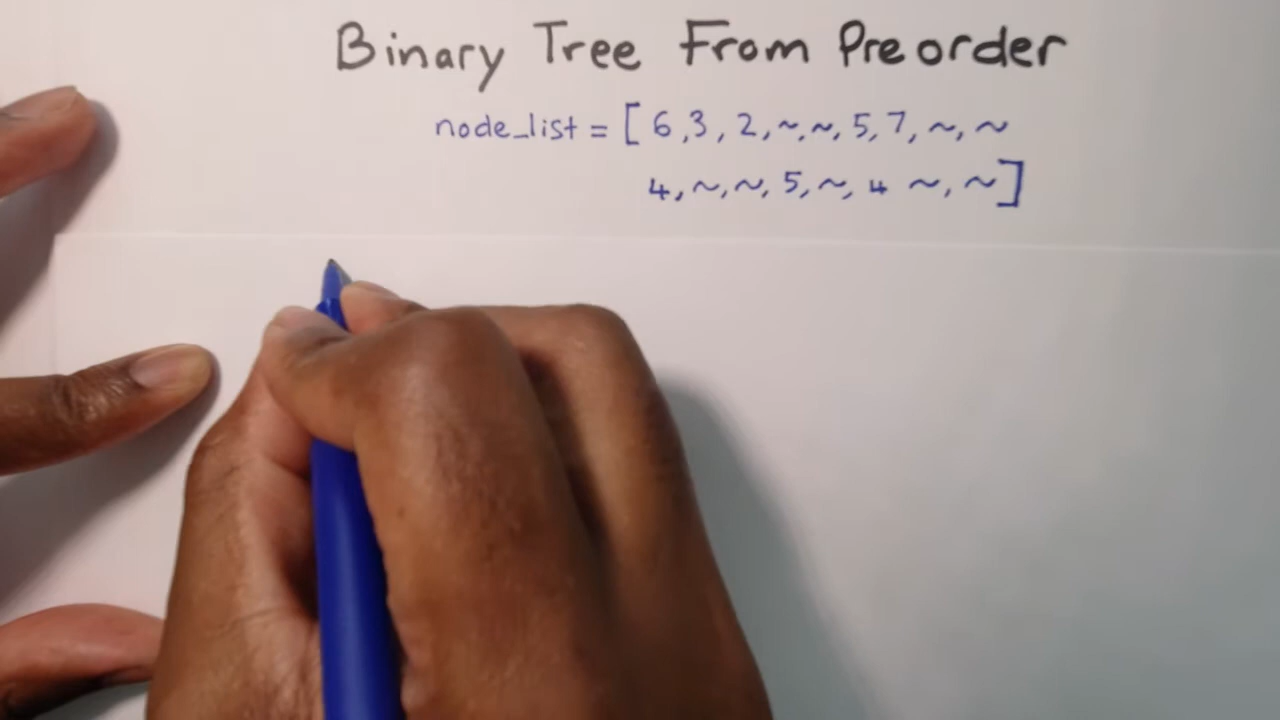 Binary Tree From Preorder
node_list = [ 6,3, 2,~,~, 5,7, ~, ~
4,~,~, 5,~, 4 ~, ~]